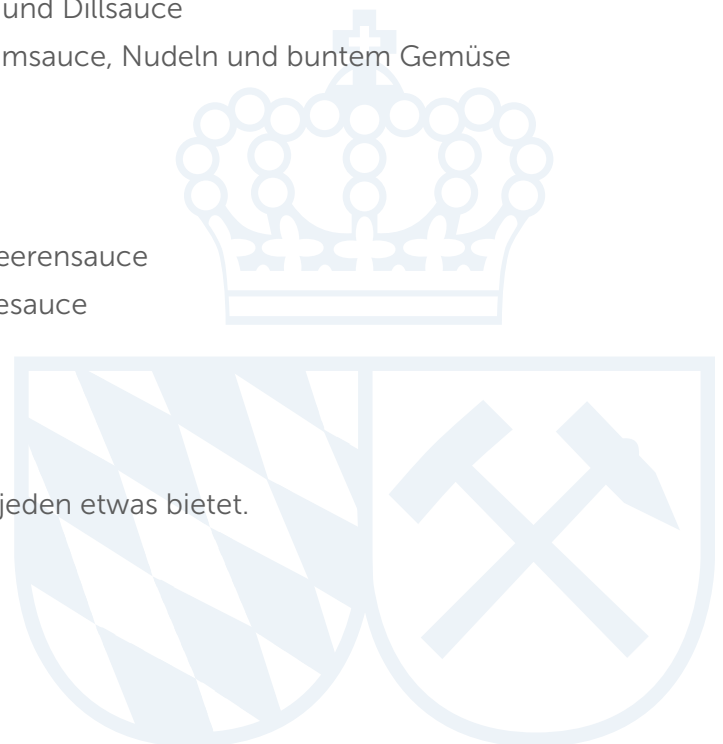 und Dillsauce
msauce, Nudeln und buntem Gemüse
eerensauce
esauce
jeden etwas bietet.